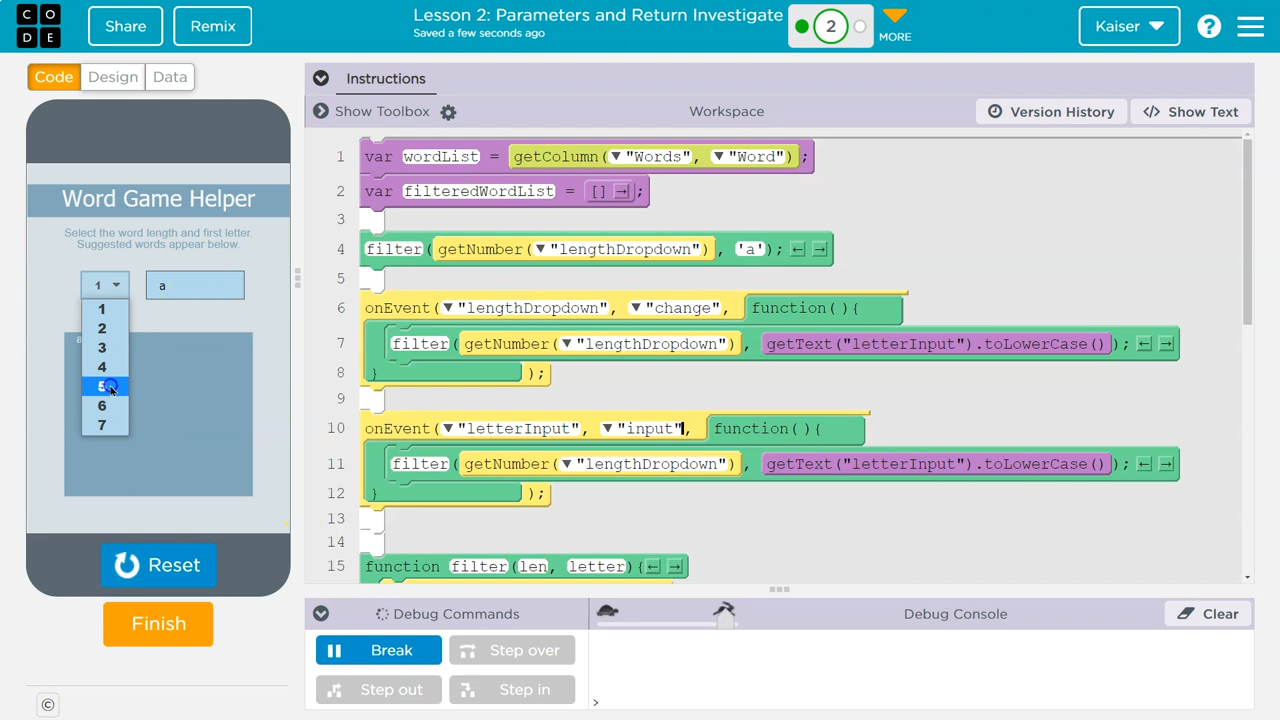 CO
DE
Share
Remix
Lesson 2: Parameters and Return Investigate
Saved a few seconds ago
2
MORE
Kaiser
?
Code
Design
Data
Instructions
Show Toolbox
Workspace
Version History
</> Show Text
Word Game Helper
Select the word length and first letter.
Suggested words appear below.
1
a
1
2
3
4
5
6
7
Reset
Finish
©
1 var wordList = getColumn("Words", "Word");
2 var filteredWordList = [];
3
4 filter(getNumber("lengthDropdown"), 'a');
5
6 onEvent("lengthDropdown", "change", function(){
7 filter(getNumber("lengthDropdown"), getText("letterInput").toLowerCase());
8 } );
9
10 onEvent("letterInput", "input", function(){
11 filter(getNumber("lengthDropdown"), getText("letterInput").toLowerCase());
12 } );
13
14
15 function filter(len, letter){
Debug Commands
Debug Console
Clear
Break
Step over
Step out
Step in
>